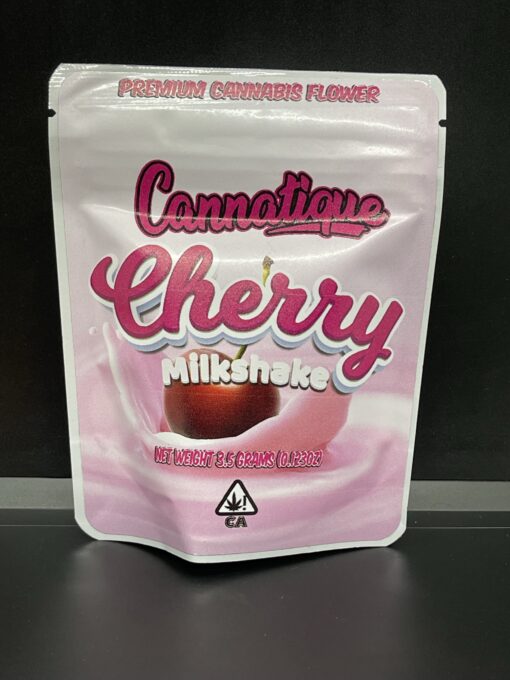 PREMIUM CANNABIS FLOWER
Cannatique
Cherry
Milkshake
NET WEIGHT 3.5 GRAMS (0.123OZ)
CA